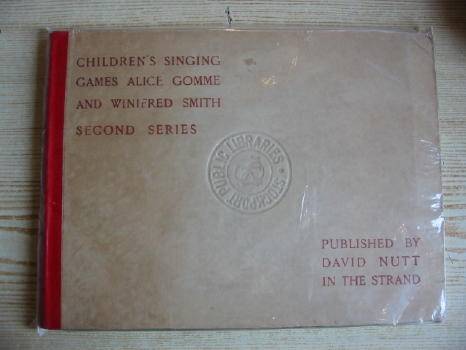 CHILDREN'S SINGING
GAMES ALICE GOMME
AND WINIFRED SMITH
SECOND SERIES
STOCKPORT PUBLIC LIBRARIES
PUBLISHED BY
DAVID NUTT
IN THE STRAND